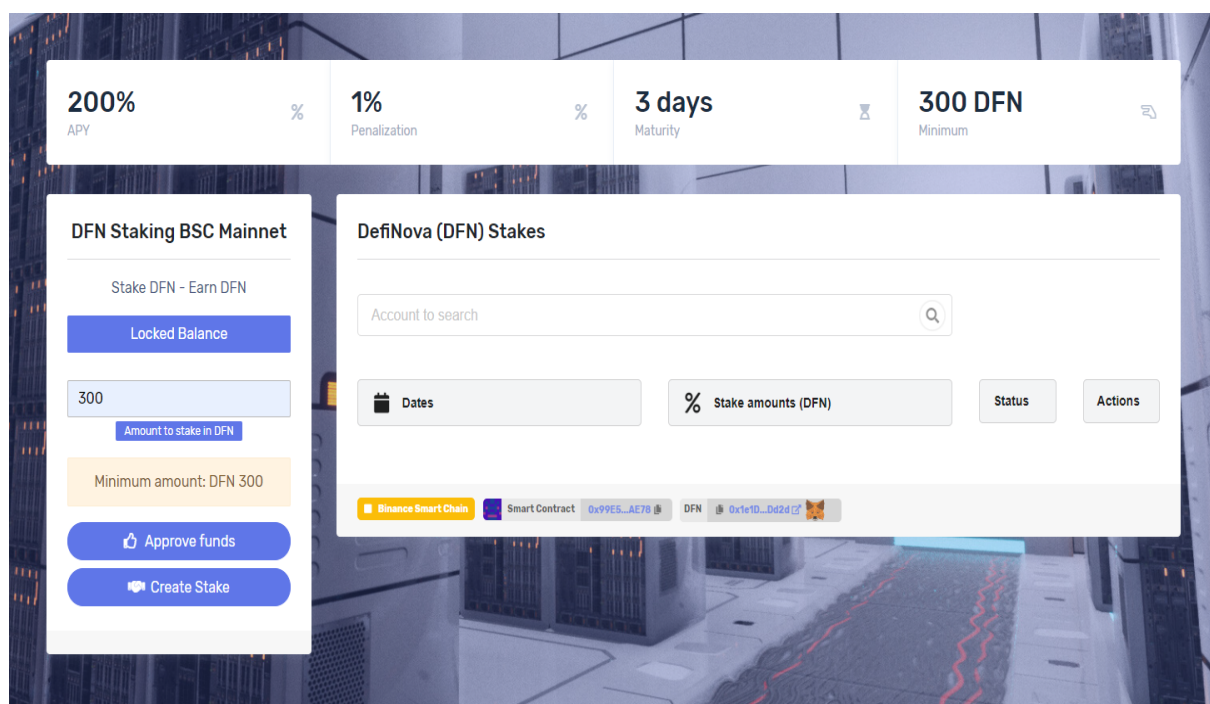 200%
APY
1%
Penalization
3 days
Maturity
300 DFN
Minimum
DFN Staking BSC Mainnet
Stake DFN - Earn DFN
Locked Balance
300
Amount to stake in DFN
Minimum amount: DFN 300
Approve funds
Create Stake
DefiNova (DFN) Stakes
Account to search
Dates
Stake amounts (DFN)
Status
Actions
Binance Smart Chain
Smart Contract 0x99E5...AE78
DFN 0x1e1D...Dd2d